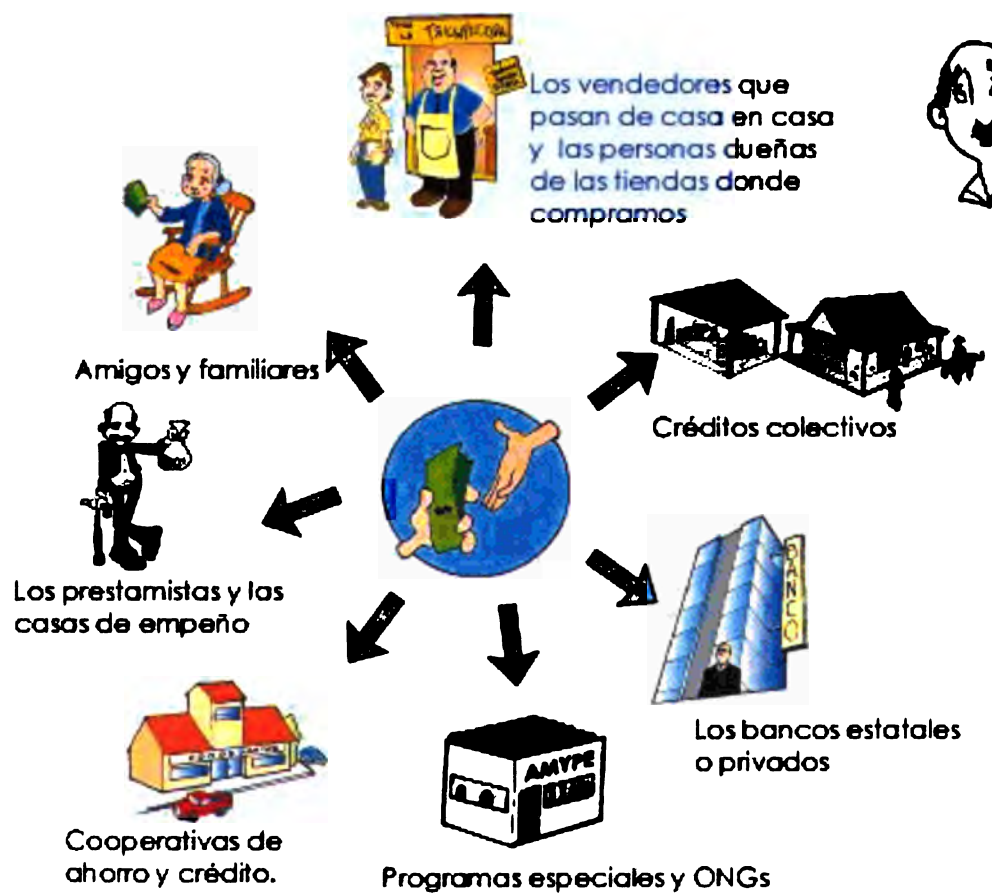 Los vendedores que
pasan de casa en casa
y las personas dueñas
de las tiendas donde
compramos
Amigos y familiares
Créditos colectivos
Los prestamistas y las
casas de empeño
BANCO
Los bancos estatales
o privados
AMYPE
Cooperativas de
ahorro y crédito.
Programas especiales y ONGs